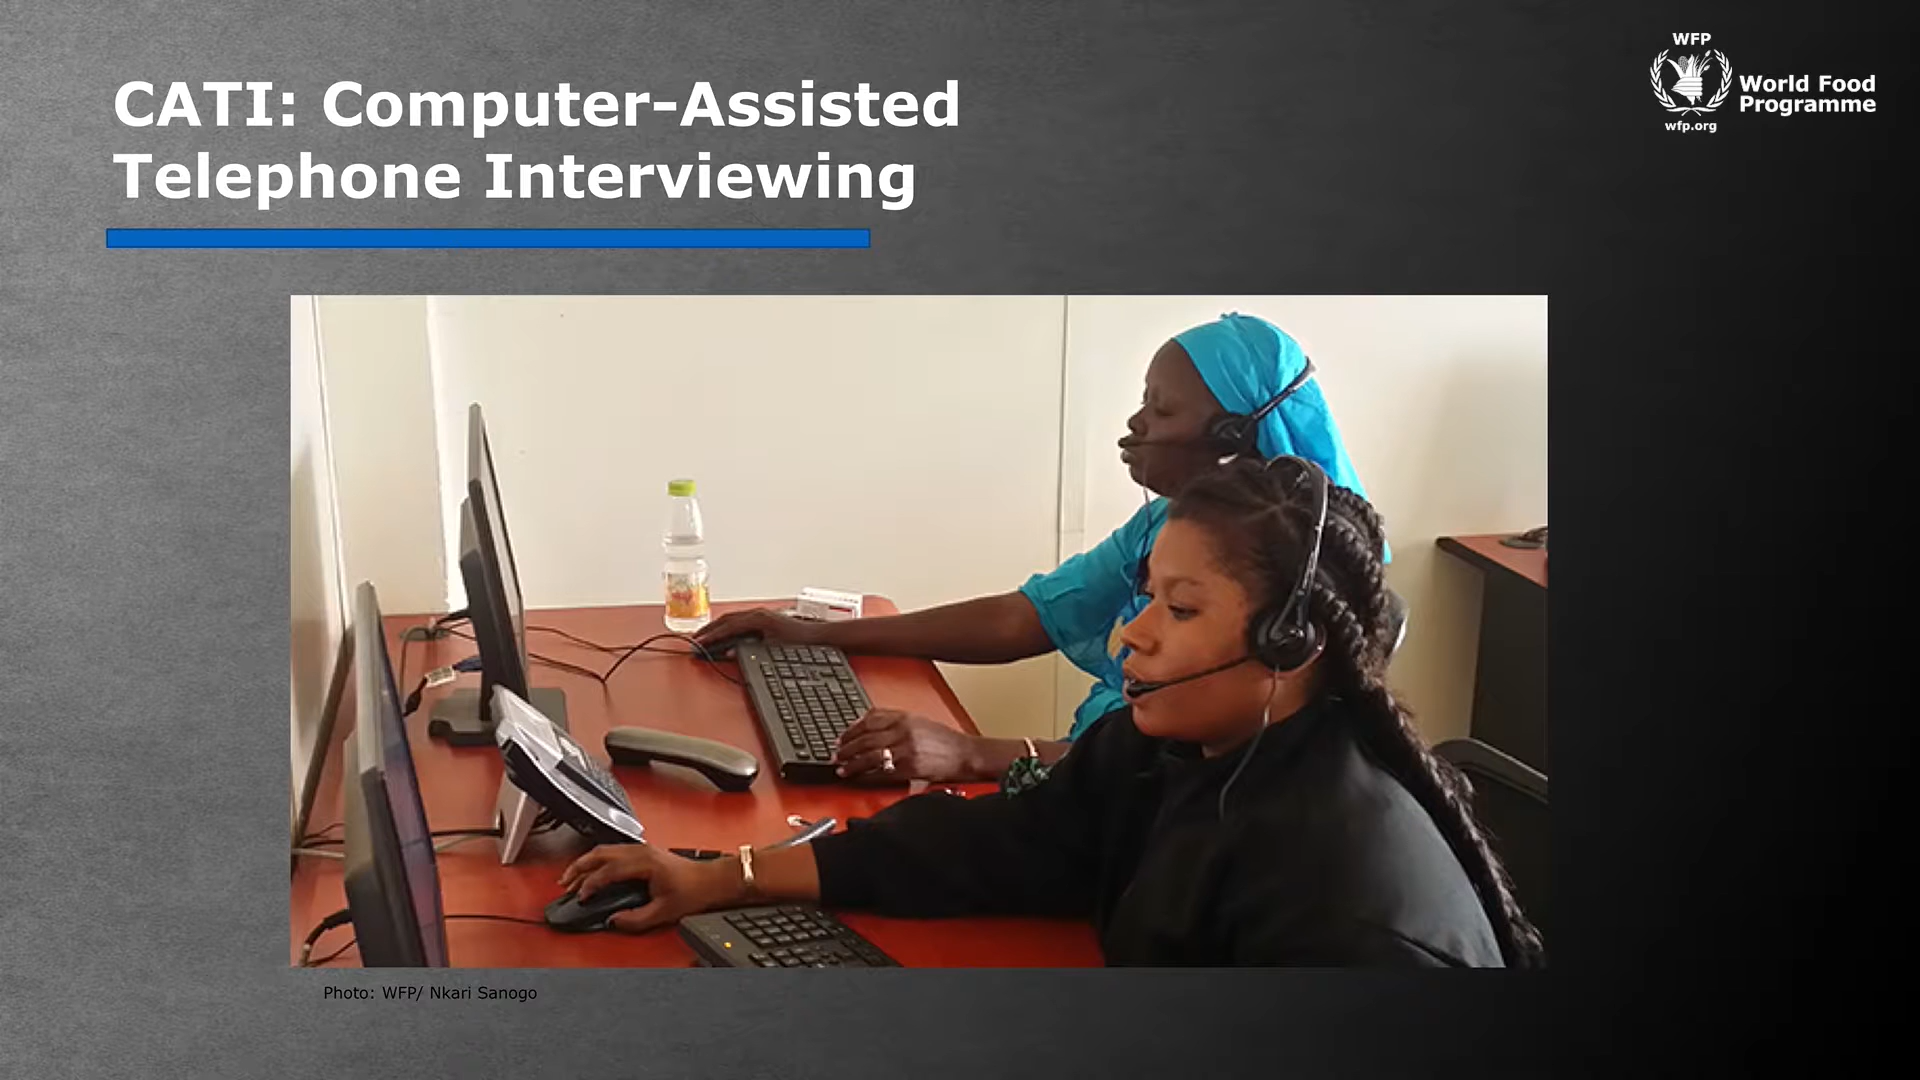 CATI: Computer-Assisted
Telephone Interviewing
WFP
World Food
Programme
wfp.org
Photo: WFP/ Nkari Sanogo